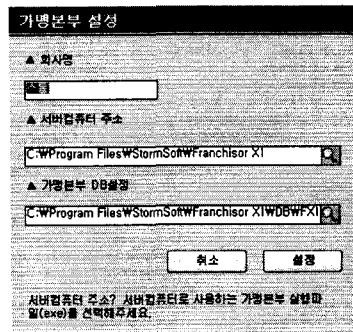 가맹본부 설정
▲ 회사명
▲ 서버컴퓨터 주소
C:₩Program Files₩StormSoft₩Franchisor XI
▲ 가맹본부 DB설정
C:₩Program Files₩StormSoft₩Franchisor XI₩DB₩FXI
취소 설정
서버컴퓨터 주소? 서버컴퓨터로 사용하는 가맹본부 실행파
일(exe)를 선택해주세요.